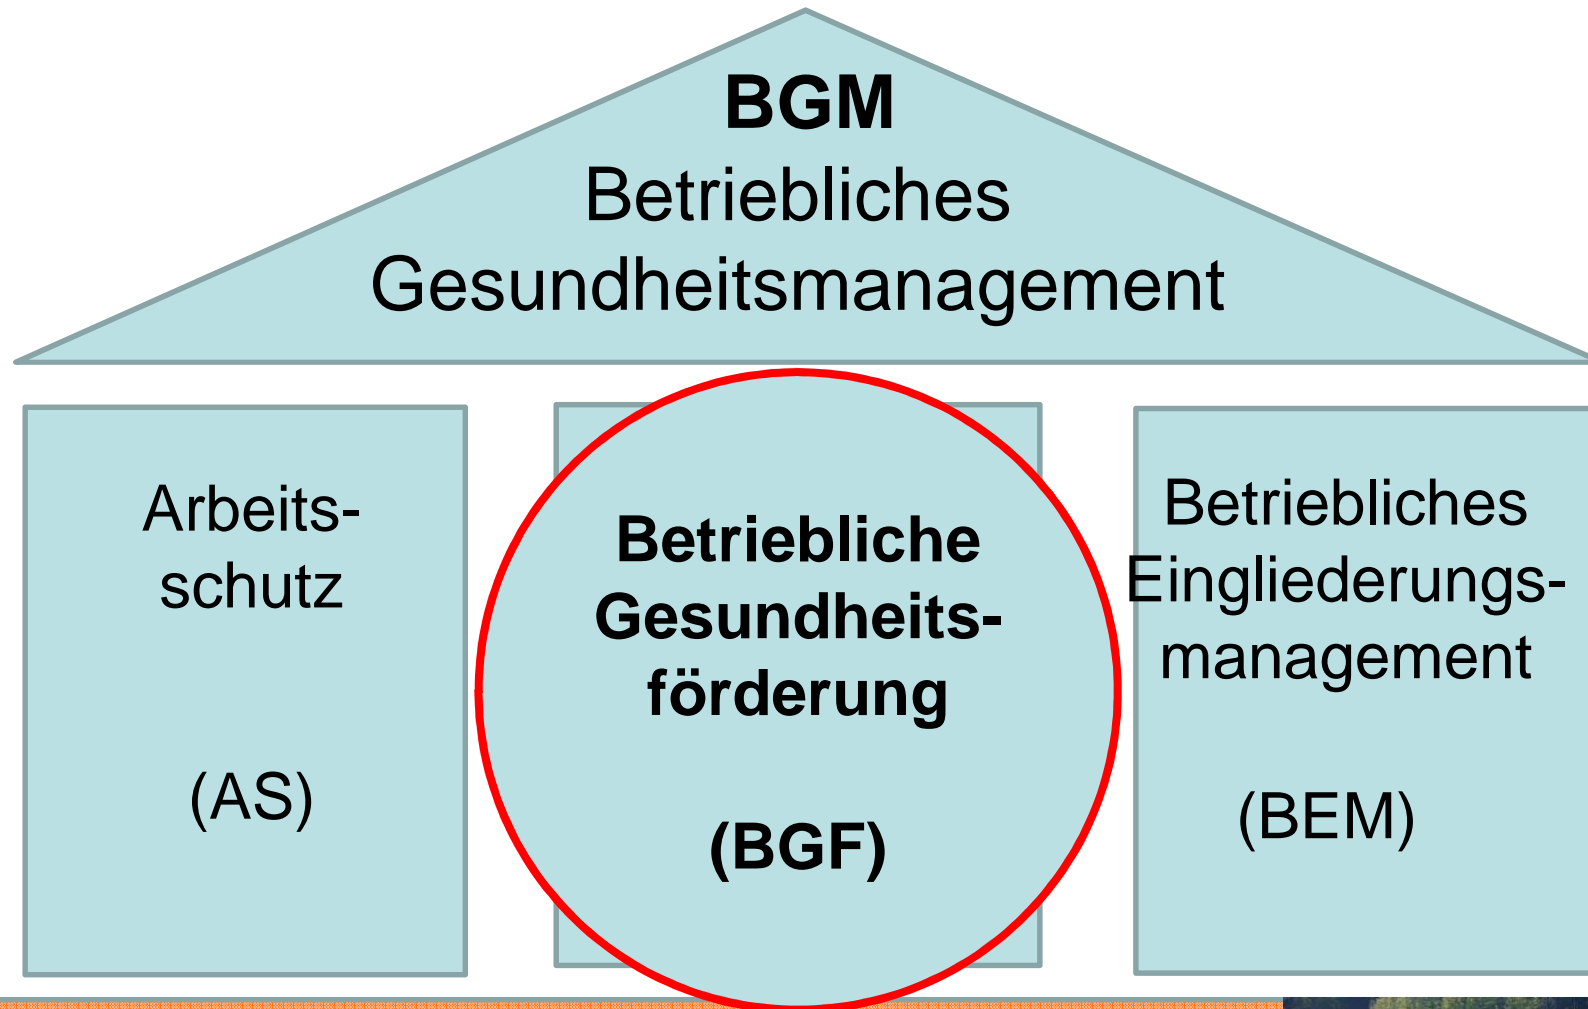 BGM
Betriebliches
Gesundheitsmanagement
Arbeits-
schutz
(AS)
Betriebliche
Gesundheits-
förderung
(BGF)
Betriebliches
Eingliederungs-
management
(BEM)